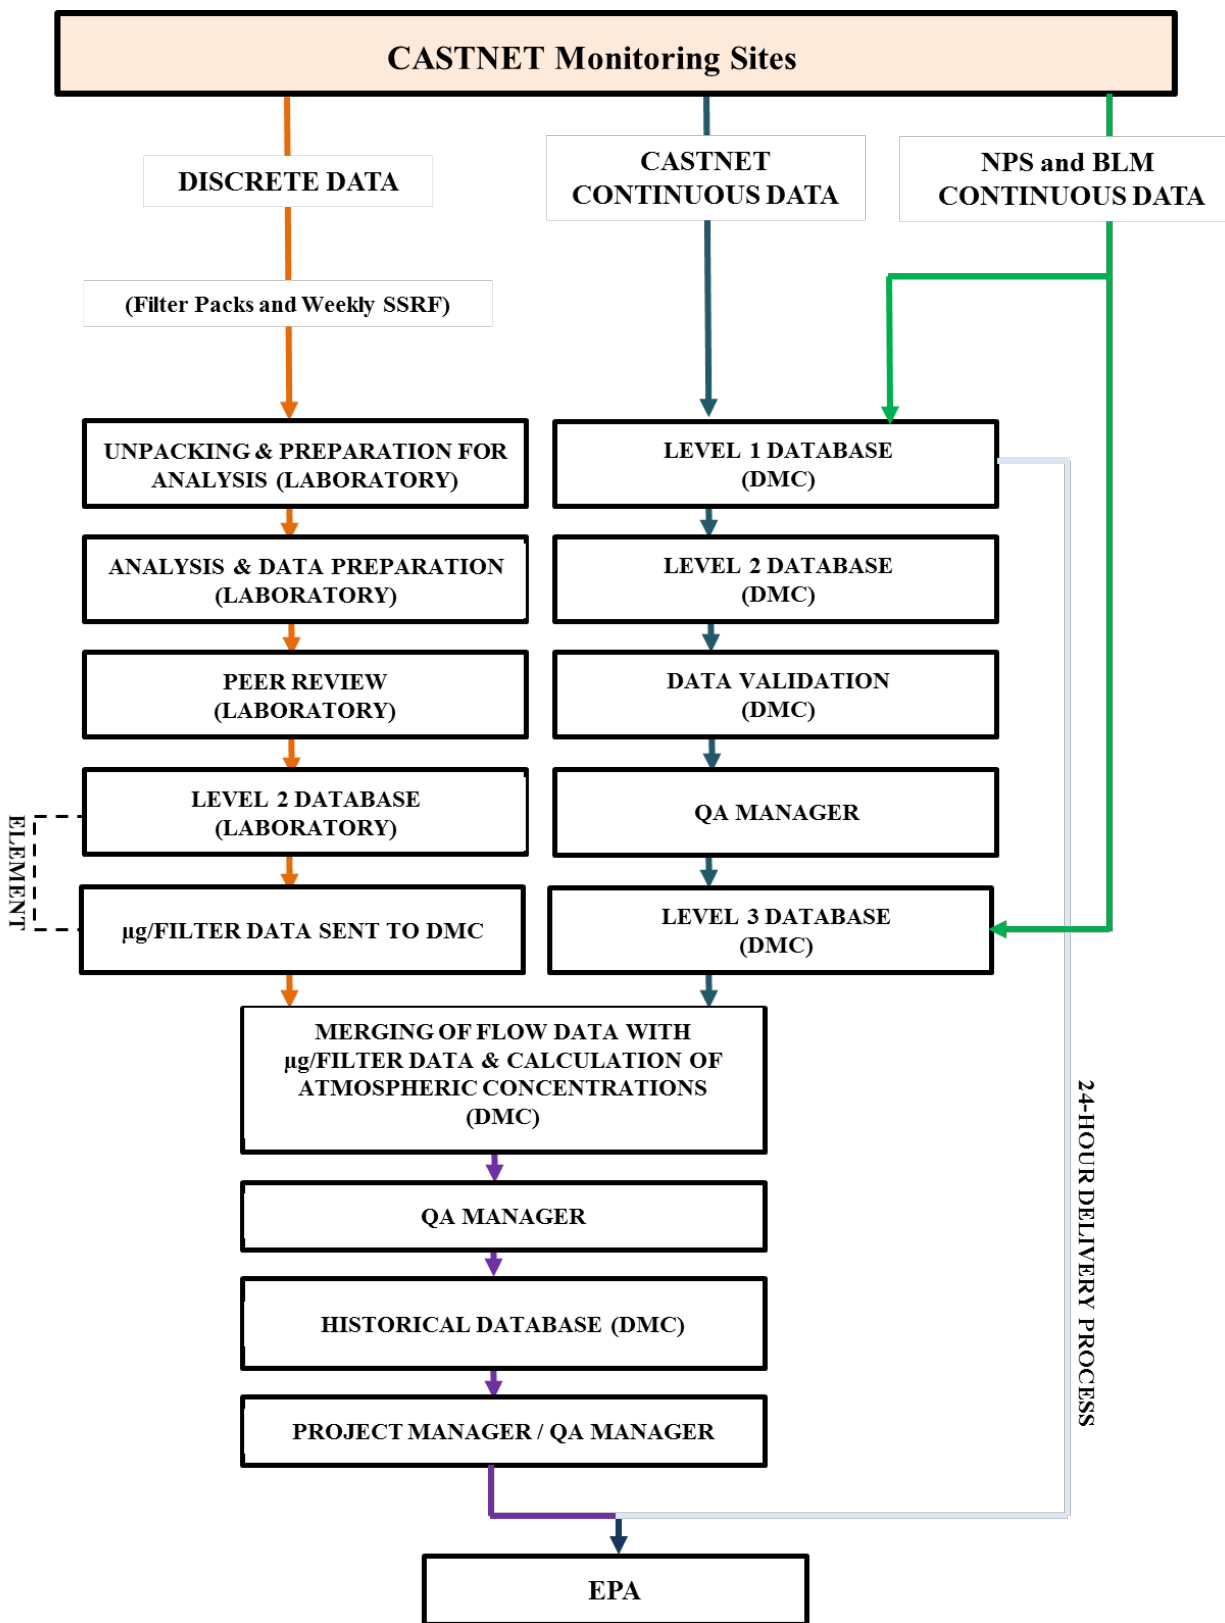 CASTNET Monitoring Sites
DISCRETE DATA
CASTNET
CONTINUOUS DATA
NPS and BLM
CONTINUOUS DATA
(Filter Packs and Weekly SSRF)
UNPACKING & PREPARATION FOR
ANALYSIS (LABORATORY)
LEVEL 1 DATABASE
(DMC)
ANALYSIS & DATA PREPARATION
(LABORATORY)
LEVEL 2 DATABASE
(DMC)
PEER REVIEW
(LABORATORY)
DATA VALIDATION
(DMC)
LEVEL 2 DATABASE
(LABORATORY)
QA MANAGER
ELEMENT
µg/FILTER DATA SENT TO DMC
LEVEL 3 DATABASE
(DMC)
MERGING OF FLOW DATA WITH
µg/FILTER DATA & CALCULATION OF
ATMOSPHERIC CONCENTRATIONS
(DMC)
24-HOUR DELIVERY PROCESS
QA MANAGER
HISTORICAL DATABASE (DMC)
PROJECT MANAGER / QA MANAGER
EPA